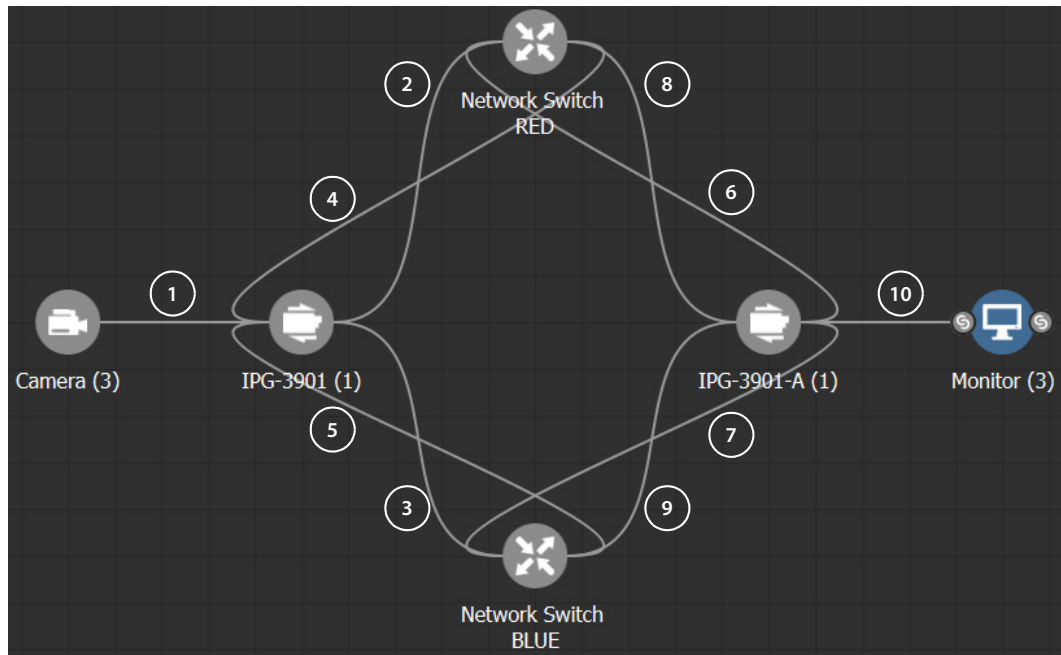 Network Switch
RED
2
8
4
6
1
10
Camera (3)
IPG-3901 (1)
IPG-3901-A (1)
Monitor (3)
5
7
3
9
Network Switch
BLUE